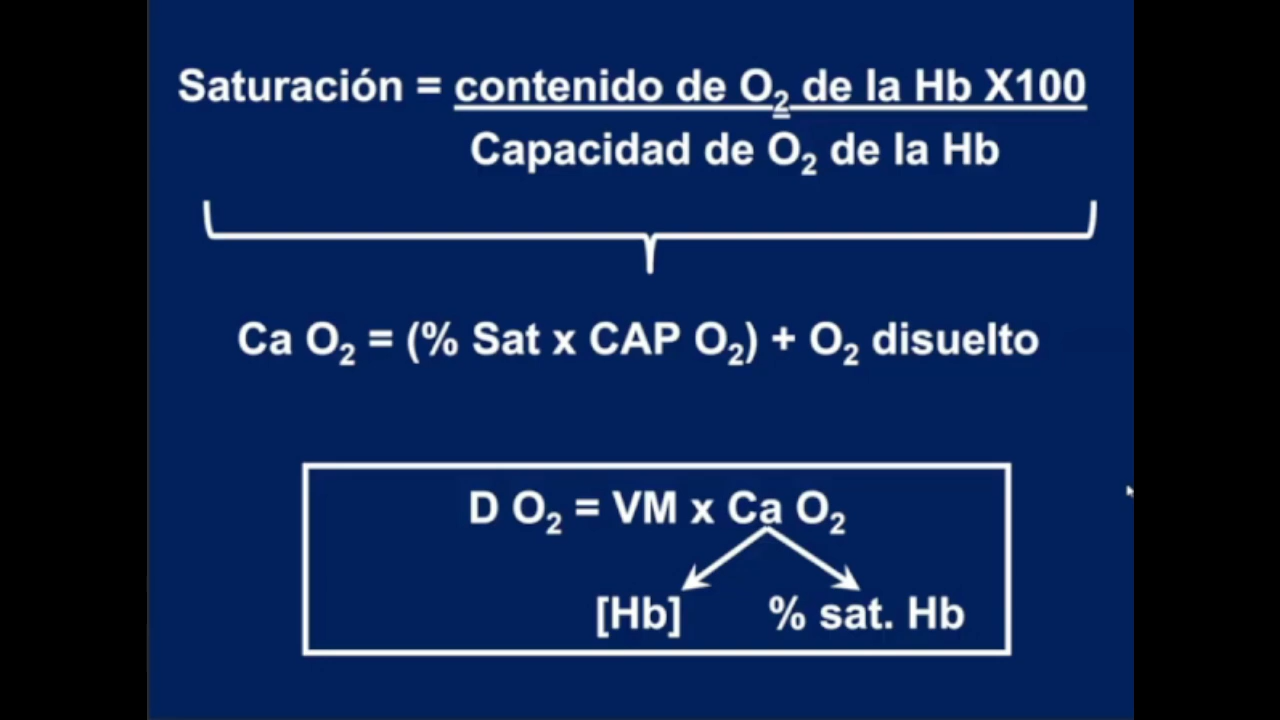 Saturación = contenido de O₂ de la Hb X100
Capacidad de O₂ de la Hb
Ca O₂ = (% Sat x CAP O₂) + O₂ disuelto
D O₂ = VM x Ca O₂
[Hb] % sat. Hb